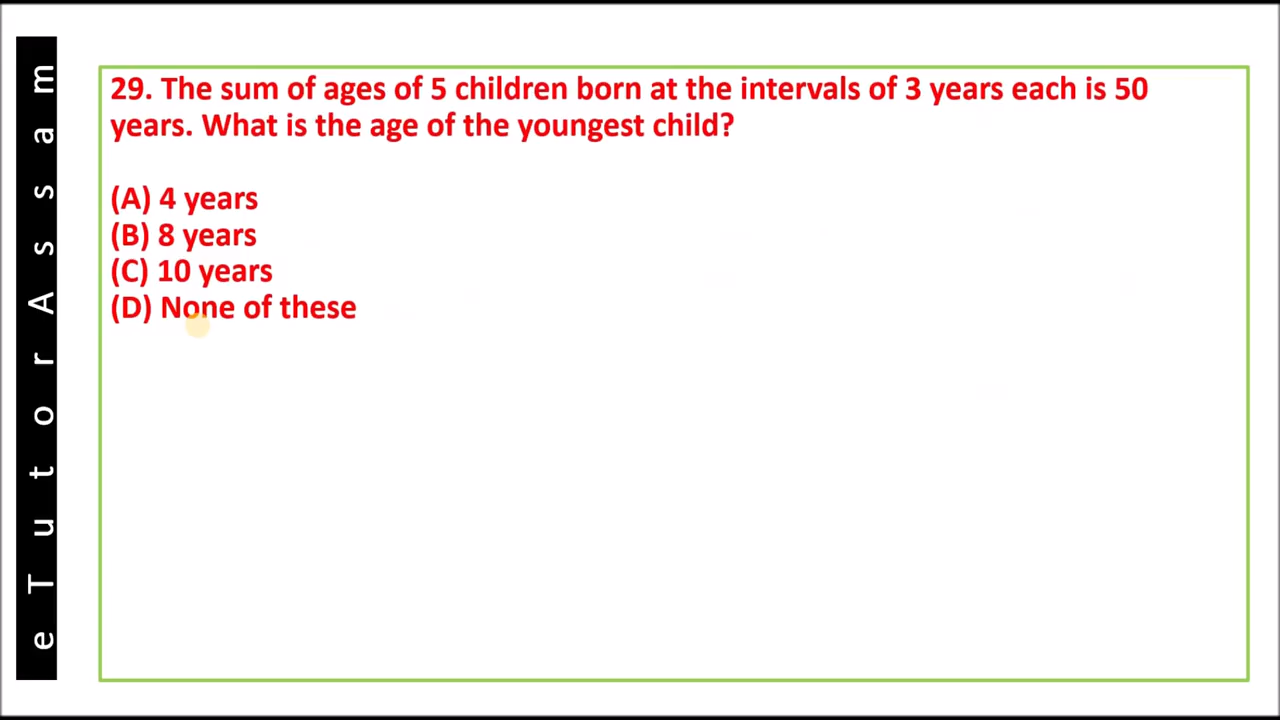 29. The sum of ages of 5 children born at the intervals of 3 years each is 50
years. What is the age of the youngest child?
(A) 4 years
(B) 8 years
(C) 10 years
(D) None of these
eTutorAssam